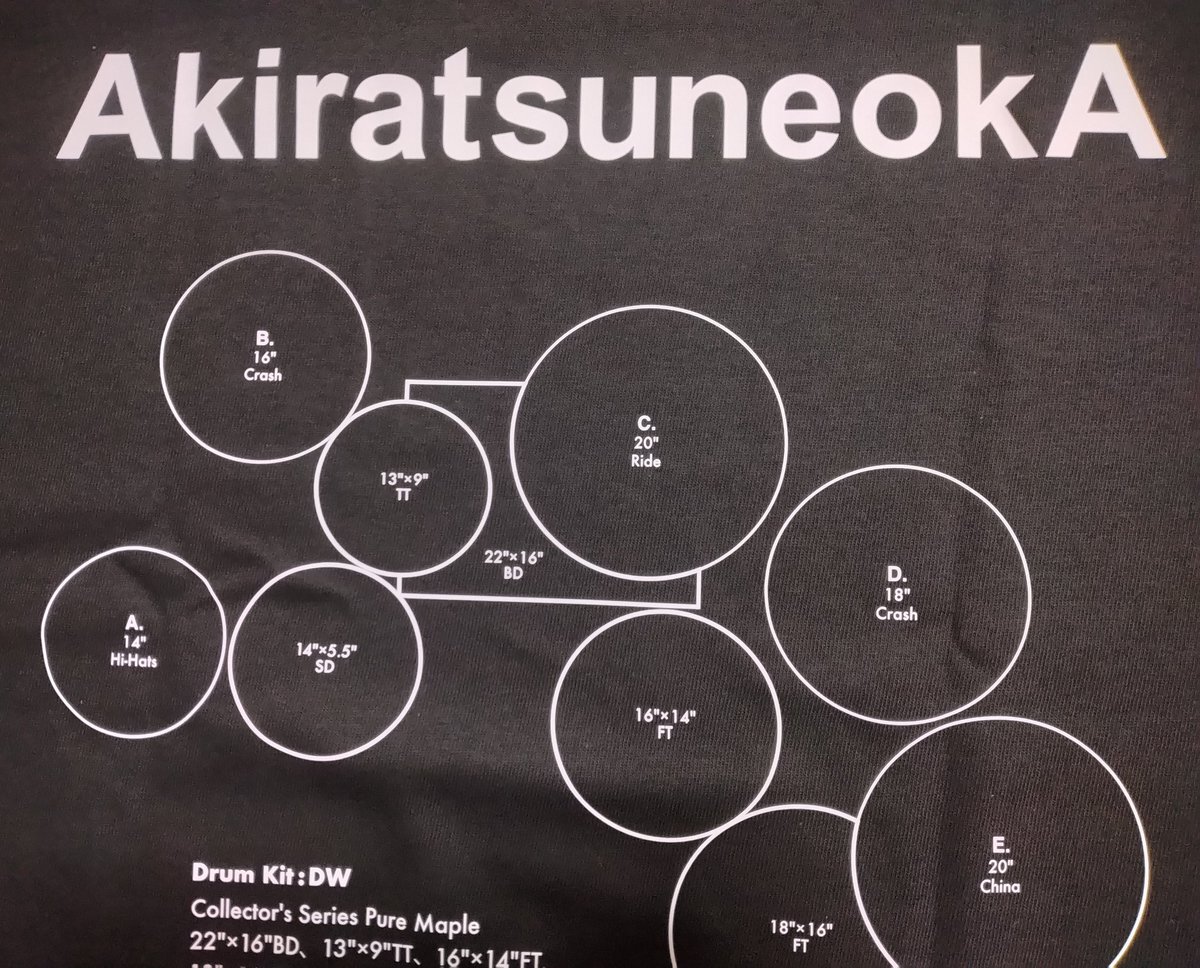 AkiratsuneokA
B.
16"
Crash
C.
20"
Ride
13"×9"
TT
22"×16"
BD
D.
18"
Crash
A.
14"
Hi-Hats
14"×5.5"
SD
16"×14"
FT
E.
20"
China
18"×16"
FT
Drum Kit:DW
Collector's Series Pure Maple
22"×16"BD、13"×9"TT、16"×14"FT、